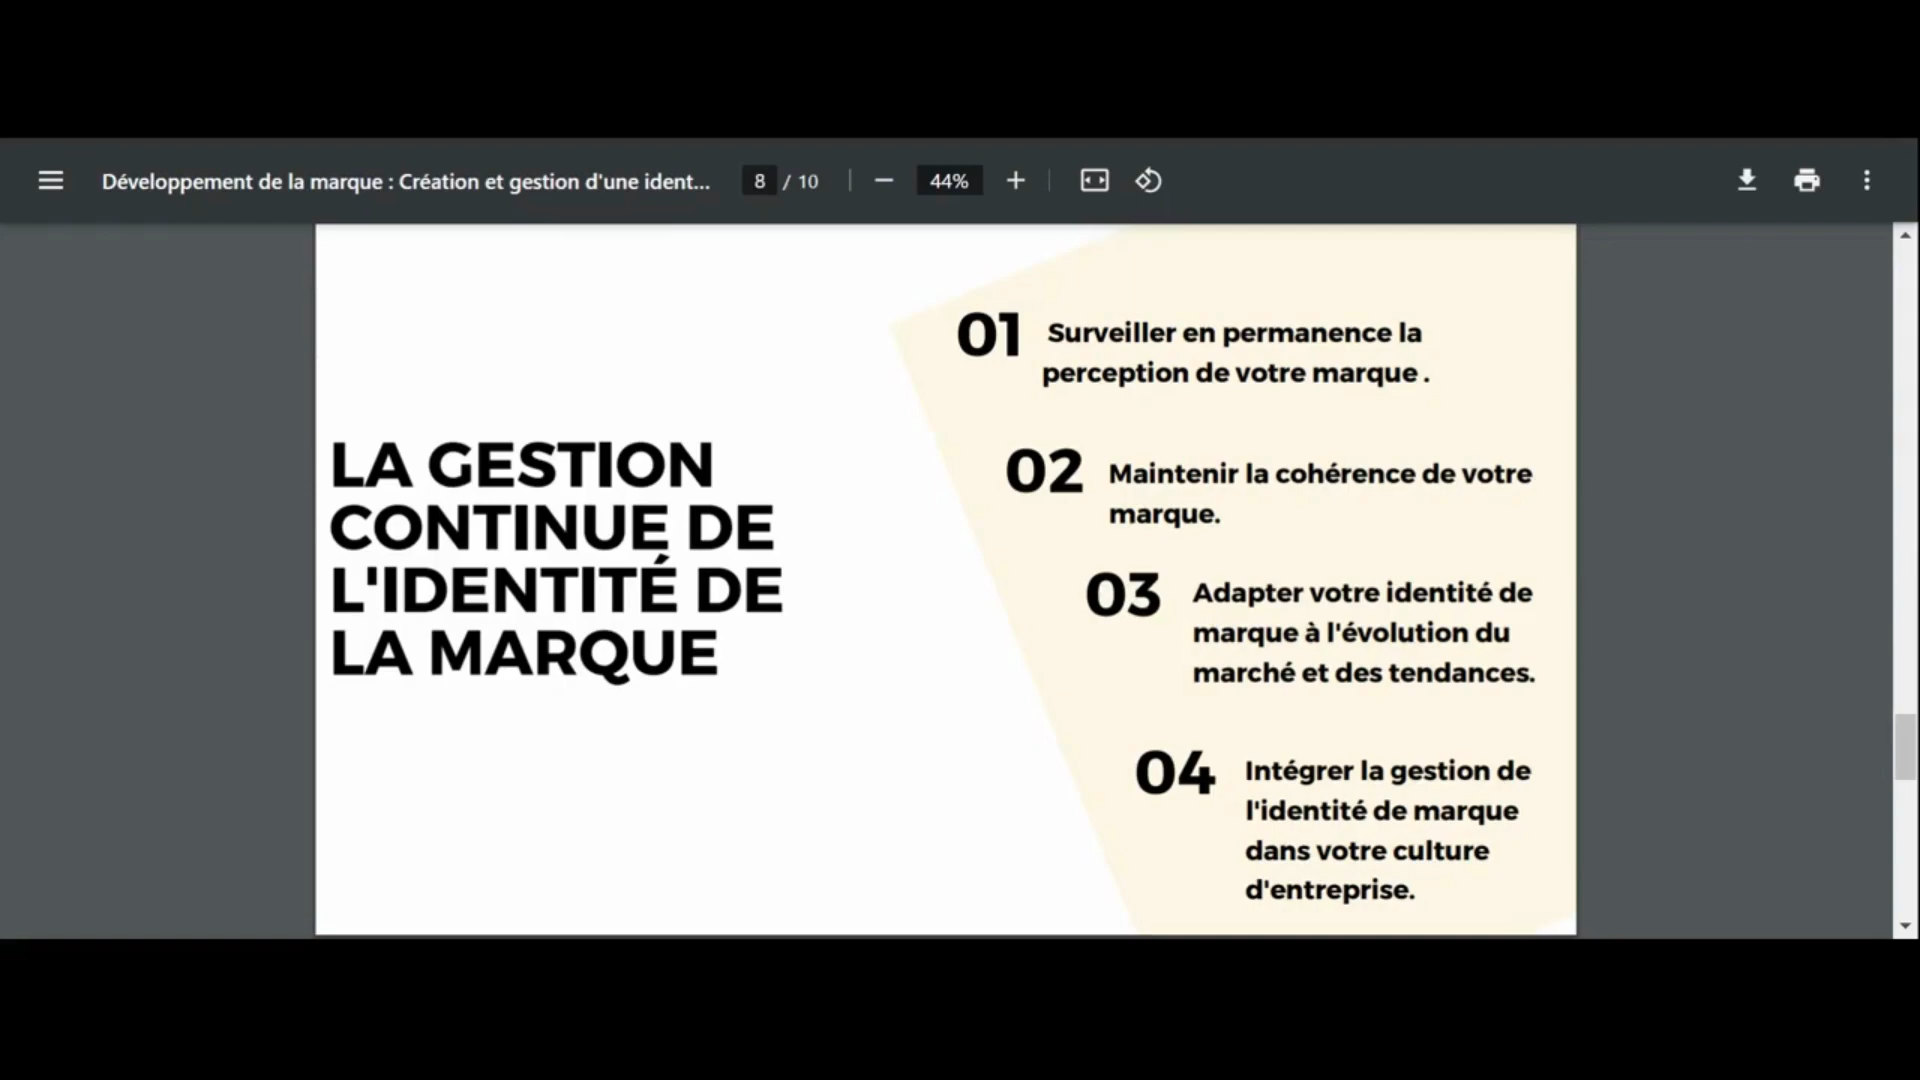 Développement de la marque : Création et gestion d'une ident...
8 / 10
44%
LA GESTION
CONTINUE DE
L'IDENTITÉ DE
LA MARQUE
01 Surveiller en permanence la
perception de votre marque .
02 Maintenir la cohérence de votre
marque.
03 Adapter votre identité de
marque à l'évolution du
marché et des tendances.
04 Intégrer la gestion de
l'identité de marque
dans votre culture
d'entreprise.